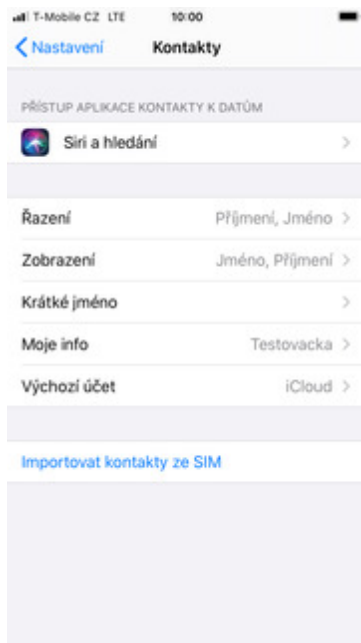 T-Mobile CZ LTE 10:00
Nastavení Kontakty
PŘÍSTUP APLIKACE KONTAKTY K DATŮM
Siri a hledání
Řazení Příjmení, Jméno
Zobrazení Jméno, Příjmení
Krátké jméno
Moje info Testovacka
Výchozí účet iCloud
Importovat kontakty ze SIM